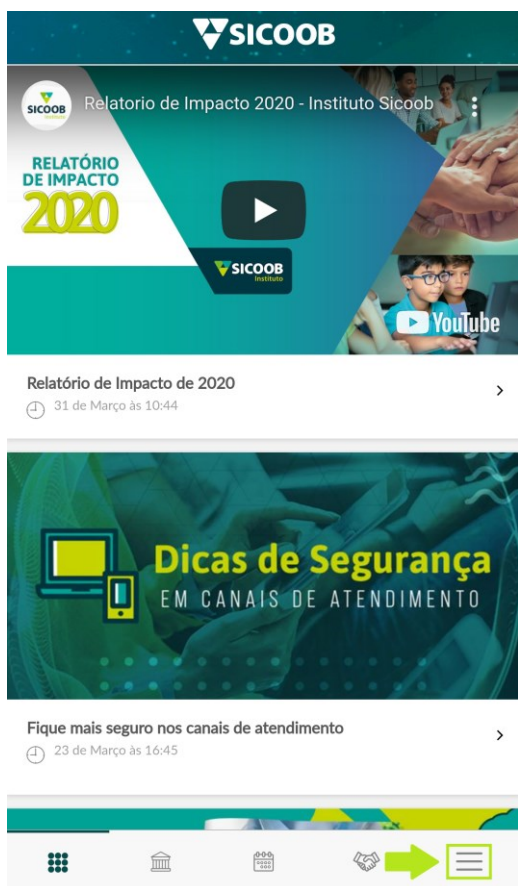 SICOOB
SICOOB
Instituto
Relatorio de Impacto 2020 - Instituto Sicoob
RELATÓRIO
DE IMPACTO
2020
SICOOB
Instituto
YouTube
Relatório de Impacto de 2020
31 de Março às 10:44
Dicas de Segurança
EM CANAIS DE ATENDIMENTO
Fique mais seguro nos canais de atendimento
23 de Março às 16:45